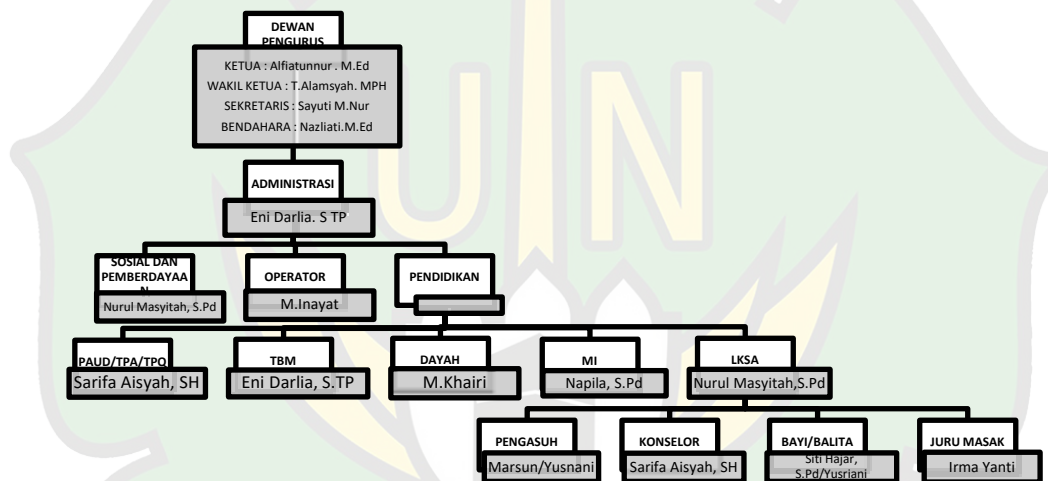 DEWAN
PENGURUS
KETUA : Alfiatunnur . M.Ed
WAKIL KETUA : T.Alamsyah. MPH
SEKRETARIS : Sayuti M.Nur
BENDAHARA : Nazliati.M.Ed
ADMINISTRASI
Eni Darlia. S TP
SOSIAL DAN
PEMBERDAYAA
N
Nurul Masyitah, S.Pd
OPERATOR
M.Inayat
PENDIDIKAN
PAUD/TPA/TPQ
Sarifa Aisyah, SH
TBM
Eni Darlia, S.TP
DAYAH
M.Khairi
MI
Napila, S.Pd
LKSA
Nurul Masyitah,S.Pd
PENGASUH
Marsun/Yusnani
KONSELOR
Sarifa Aisyah, SH
BAYI/BALITA
Siti Hajar,
S.Pd/Yusriani
JURU MASAK
Irma Yanti
UIN